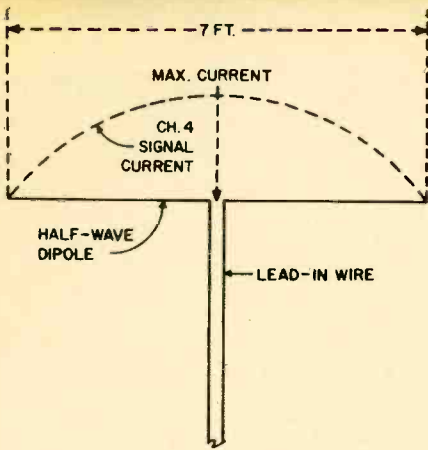 7 FT.
MAX. CURRENT
CH. 4
SIGNAL
CURRENT
HALF-WAVE
DIPOLE
LEAD-IN WIRE